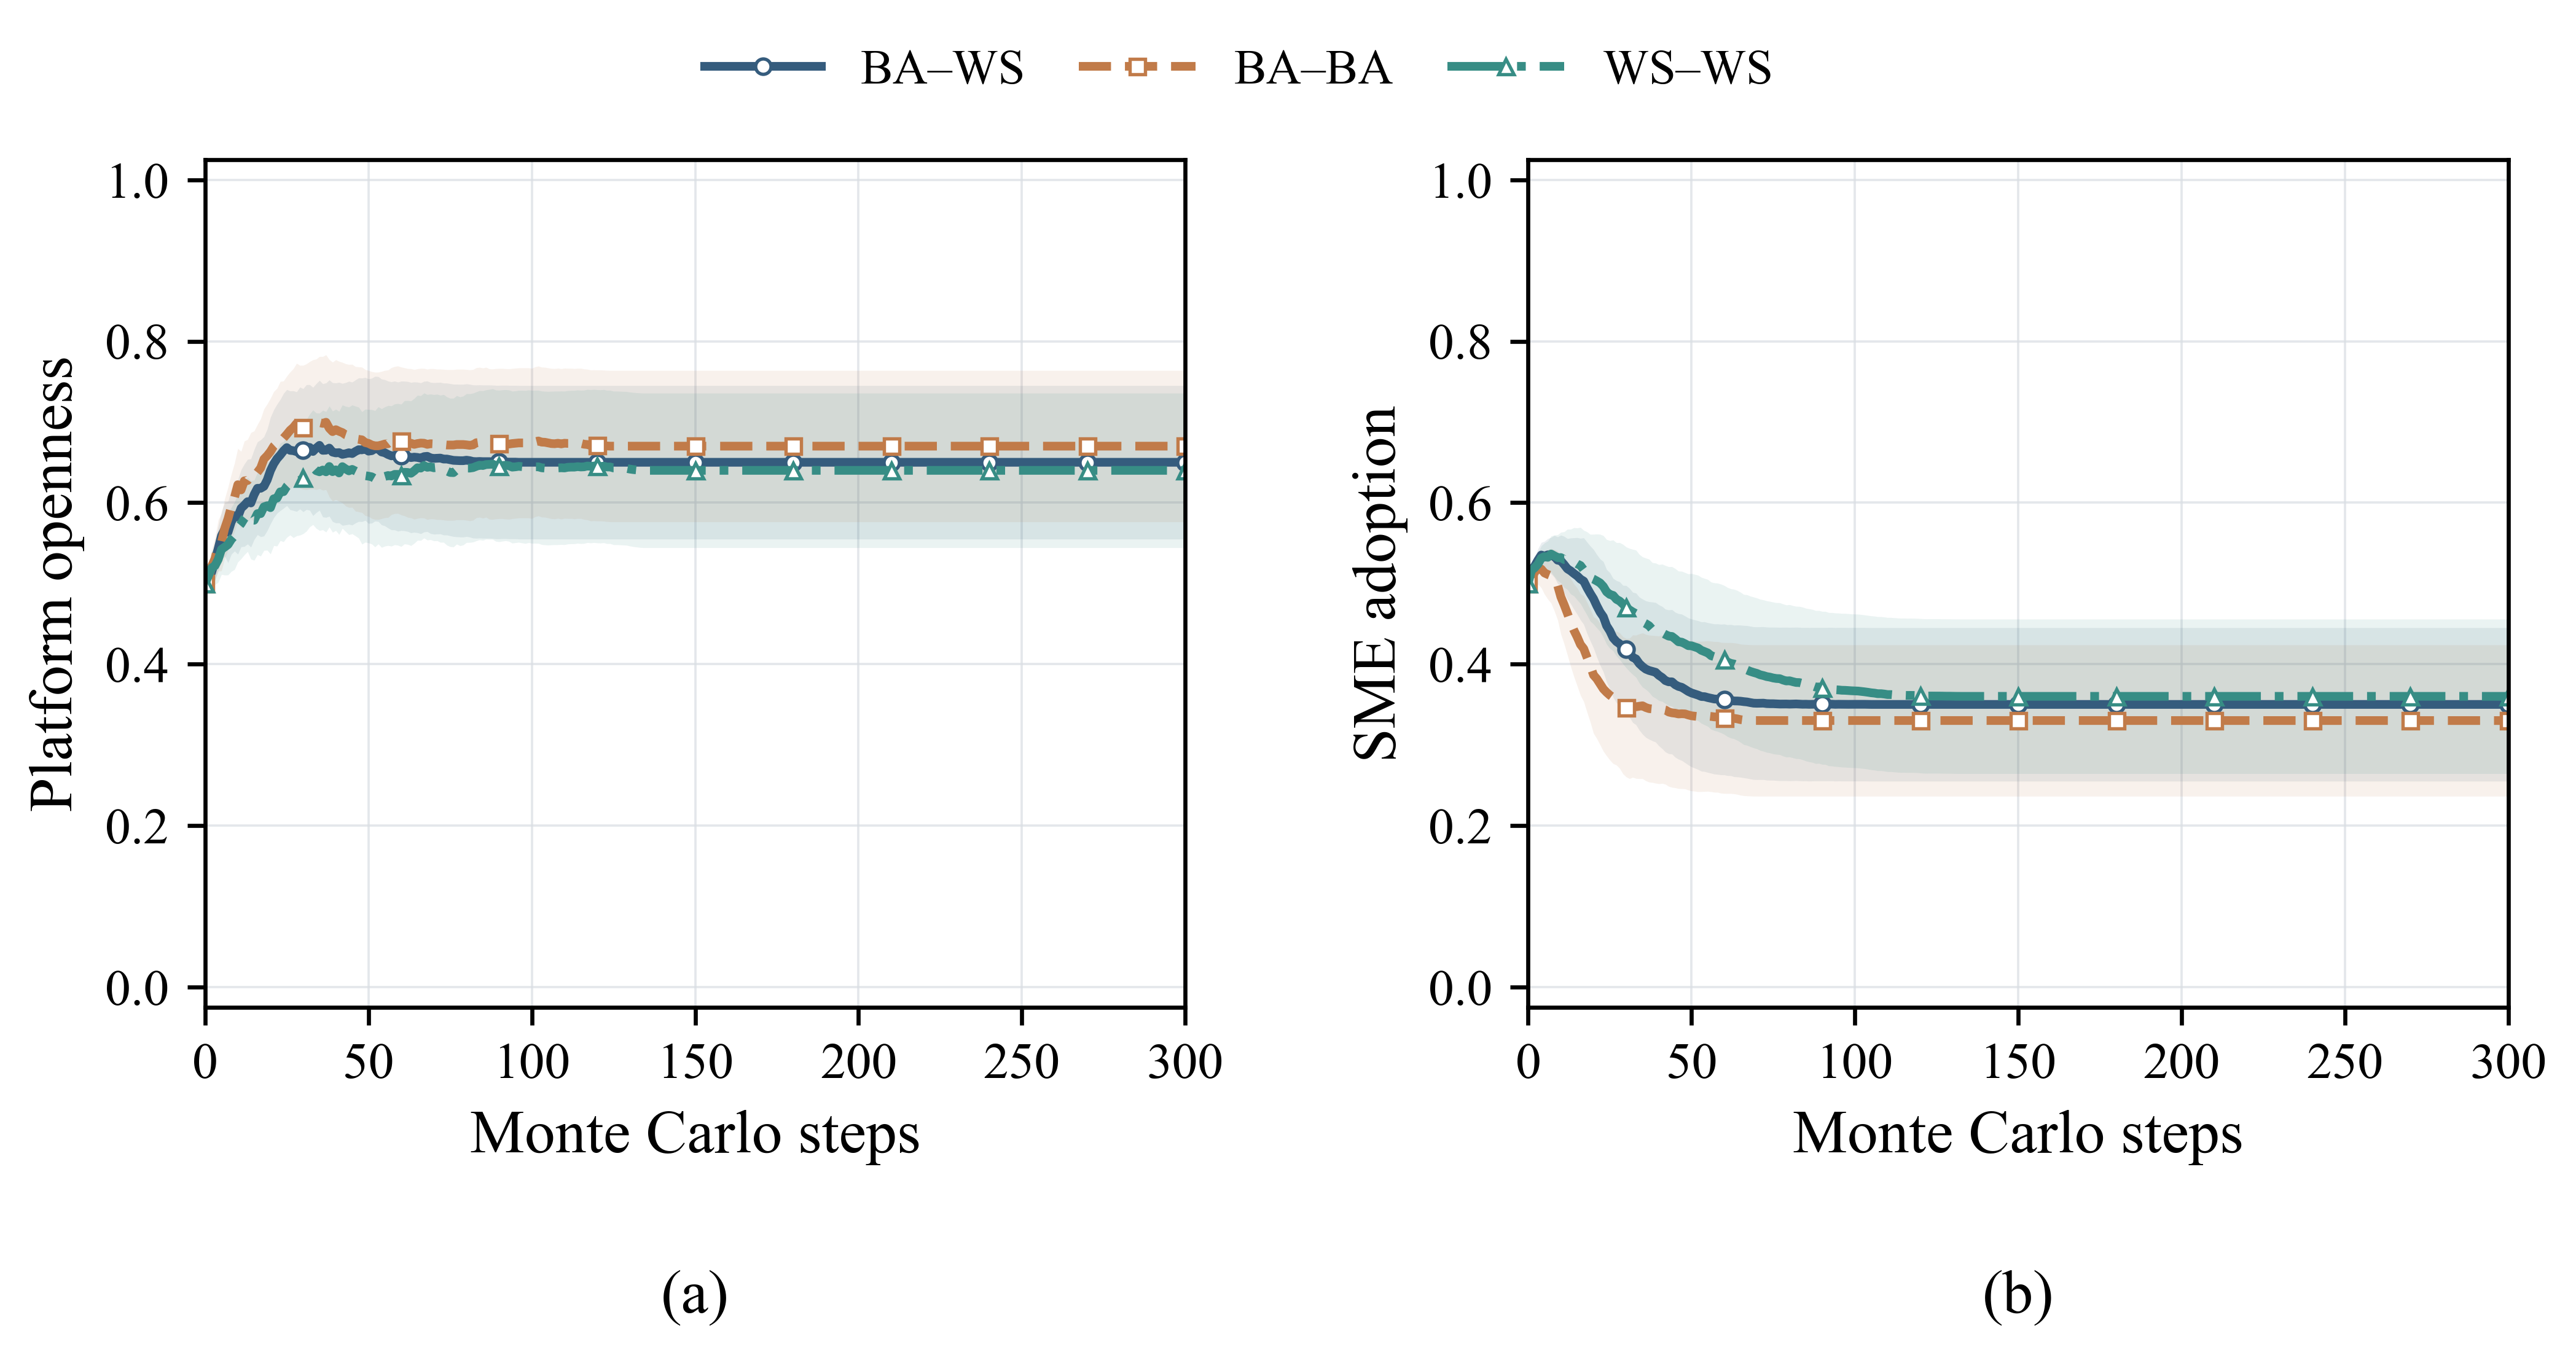 BA–WS BA–BA WS–WS
Platform openness
1.0
0.8
0.6
0.4
0.2
0.0
0 50 100 150 200 250 300
Monte Carlo steps
(a)
SME adoption
1.0
0.8
0.6
0.4
0.2
0.0
0 50 100 150 200 250 300
Monte Carlo steps
(b)